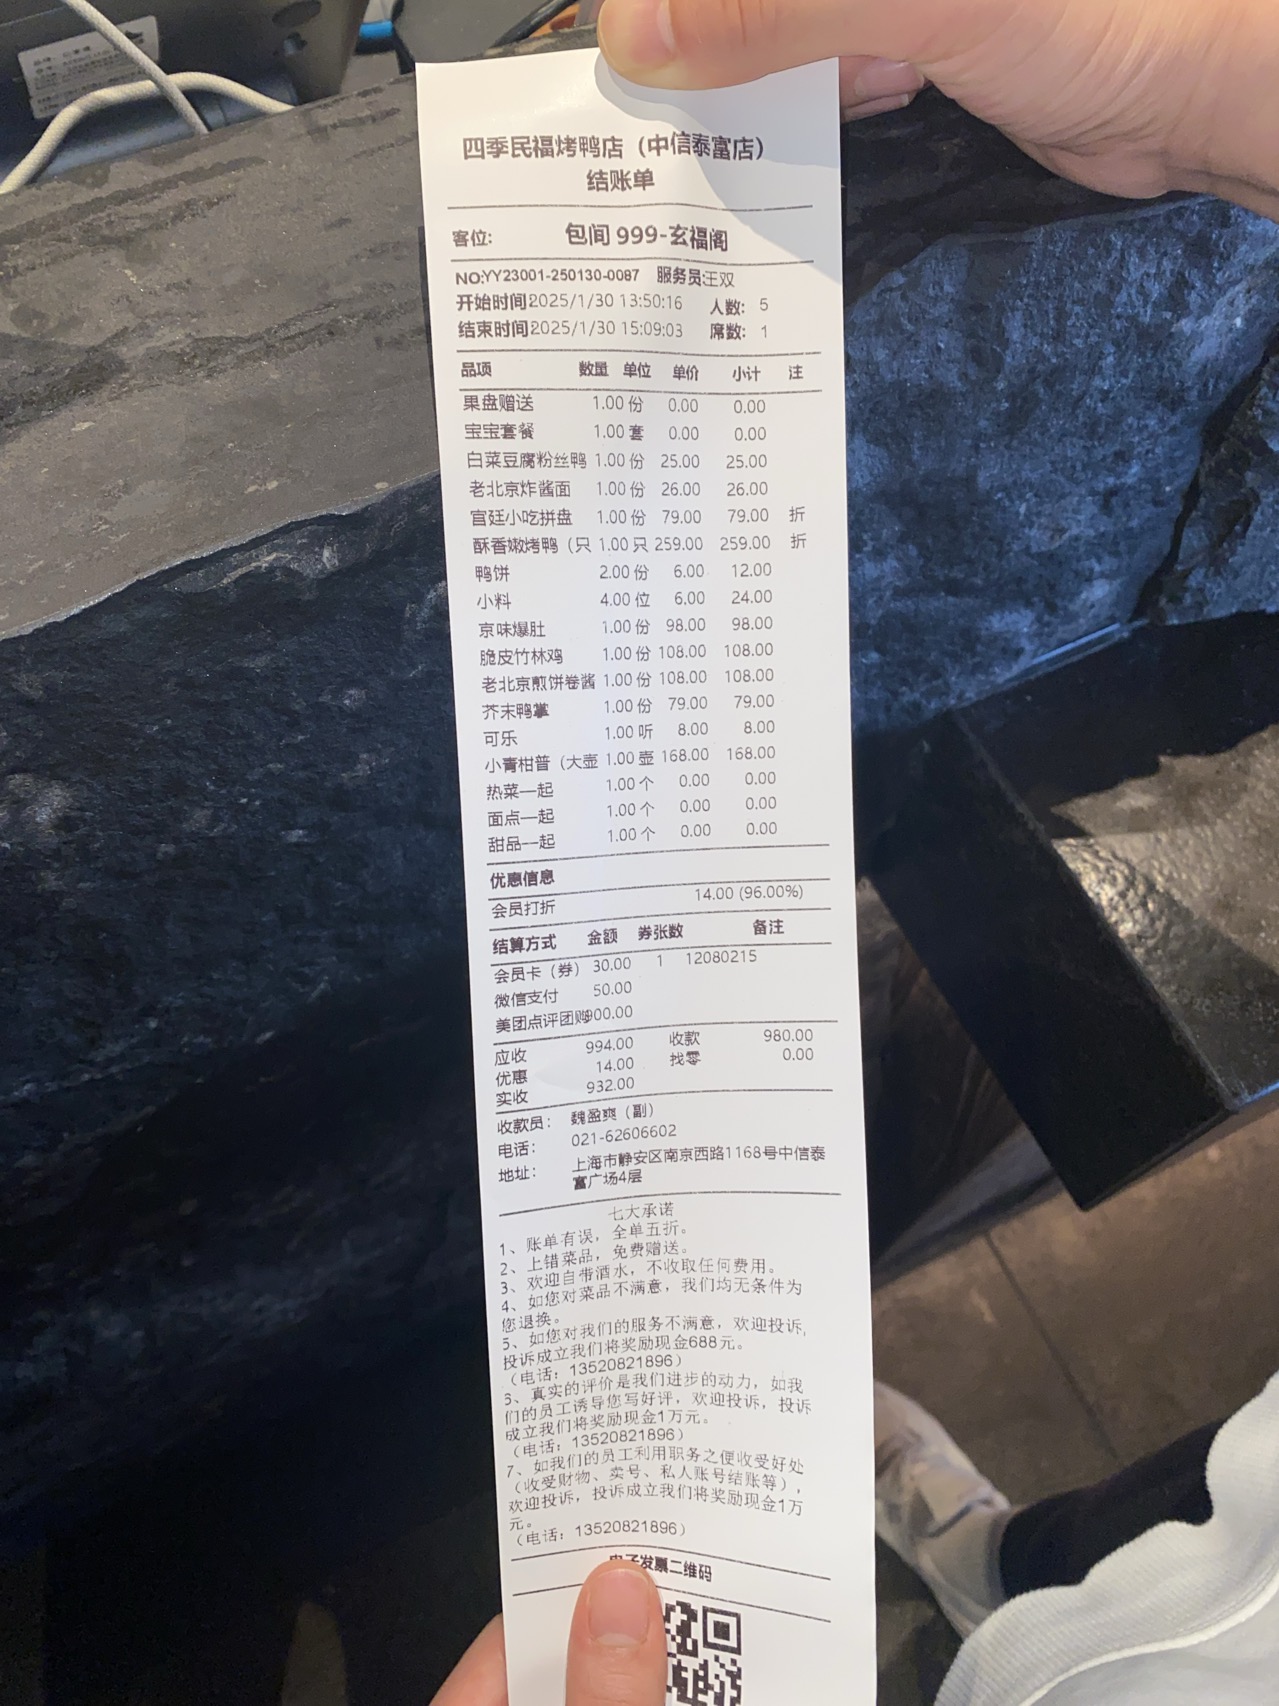 四季民福烤鸭店（中信泰富店）
结账单
客位: 包间 999-玄福阁
NO:YY23001-250130-0087 服务员:王双
开始时间2025/1/30 13:50:16 人数: 5
结束时间2025/1/30 15:09:03 席数: 1
品项 数量 单位 单价 小计 注
果盘赠送 1.00 份 0.00 0.00
宝宝套餐 1.00 套 0.00 0.00
白菜豆腐粉丝鸭 1.00 份 25.00 25.00
老北京炸酱面 1.00 份 26.00 26.00
宫廷小吃拼盘 1.00 份 79.00 79.00 折
酥香嫩烤鸭（只 1.00 只 259.00 259.00 折
鸭饼 2.00 份 6.00 12.00
小料 4.00 位 6.00 24.00
京味爆肚 1.00 份 98.00 98.00
脆皮竹林鸡 1.00 份 108.00 108.00
老北京煎饼卷酱 1.00 份 108.00 108.00
芥末鸭掌 1.00 份 79.00 79.00
可乐 1.00 听 8.00 8.00
小青柑普（大壶 1.00 壶 168.00 168.00
热菜一起 1.00 个 0.00 0.00
面点一起 1.00 个 0.00 0.00
甜品一起 1.00 个 0.00 0.00
优惠信息
会员打折 14.00 (96.00%)
结算方式 金额 券张数 备注
会员卡（券） 30.00 1 12080215
微信支付 50.00
美团点评团购900.00
应收 994.00 收款 980.00
优惠 14.00 找零 0.00
实收 932.00
收款员: 魏盈爽（副）
电话: 021-62606602
地址: 上海市静安区南京西路1168号中信泰
富广场4层
七大承诺
1、账单有误，全单五折。
2、上错菜品，免费赠送。
3、欢迎自带酒水，不收取任何费用。
4、如您对菜品不满意，我们均无条件为
您退换。
5、如您对我们的服务不满意，欢迎投诉，
投诉成立我们将奖励现金688元。
（电话：13520821896）
6、真实的评价是我们进步的动力，如我
们的员工诱导您写好评，欢迎投诉，投诉
成立我们将奖励现金1万元。
（电话：13520821896）
7、如我们的员工利用职务之便收受好处
（收受财物、卖号、私人账号结账等），
欢迎投诉，投诉成立我们将奖励现金1万
元。
（电话：13520821896）
电子发票二维码